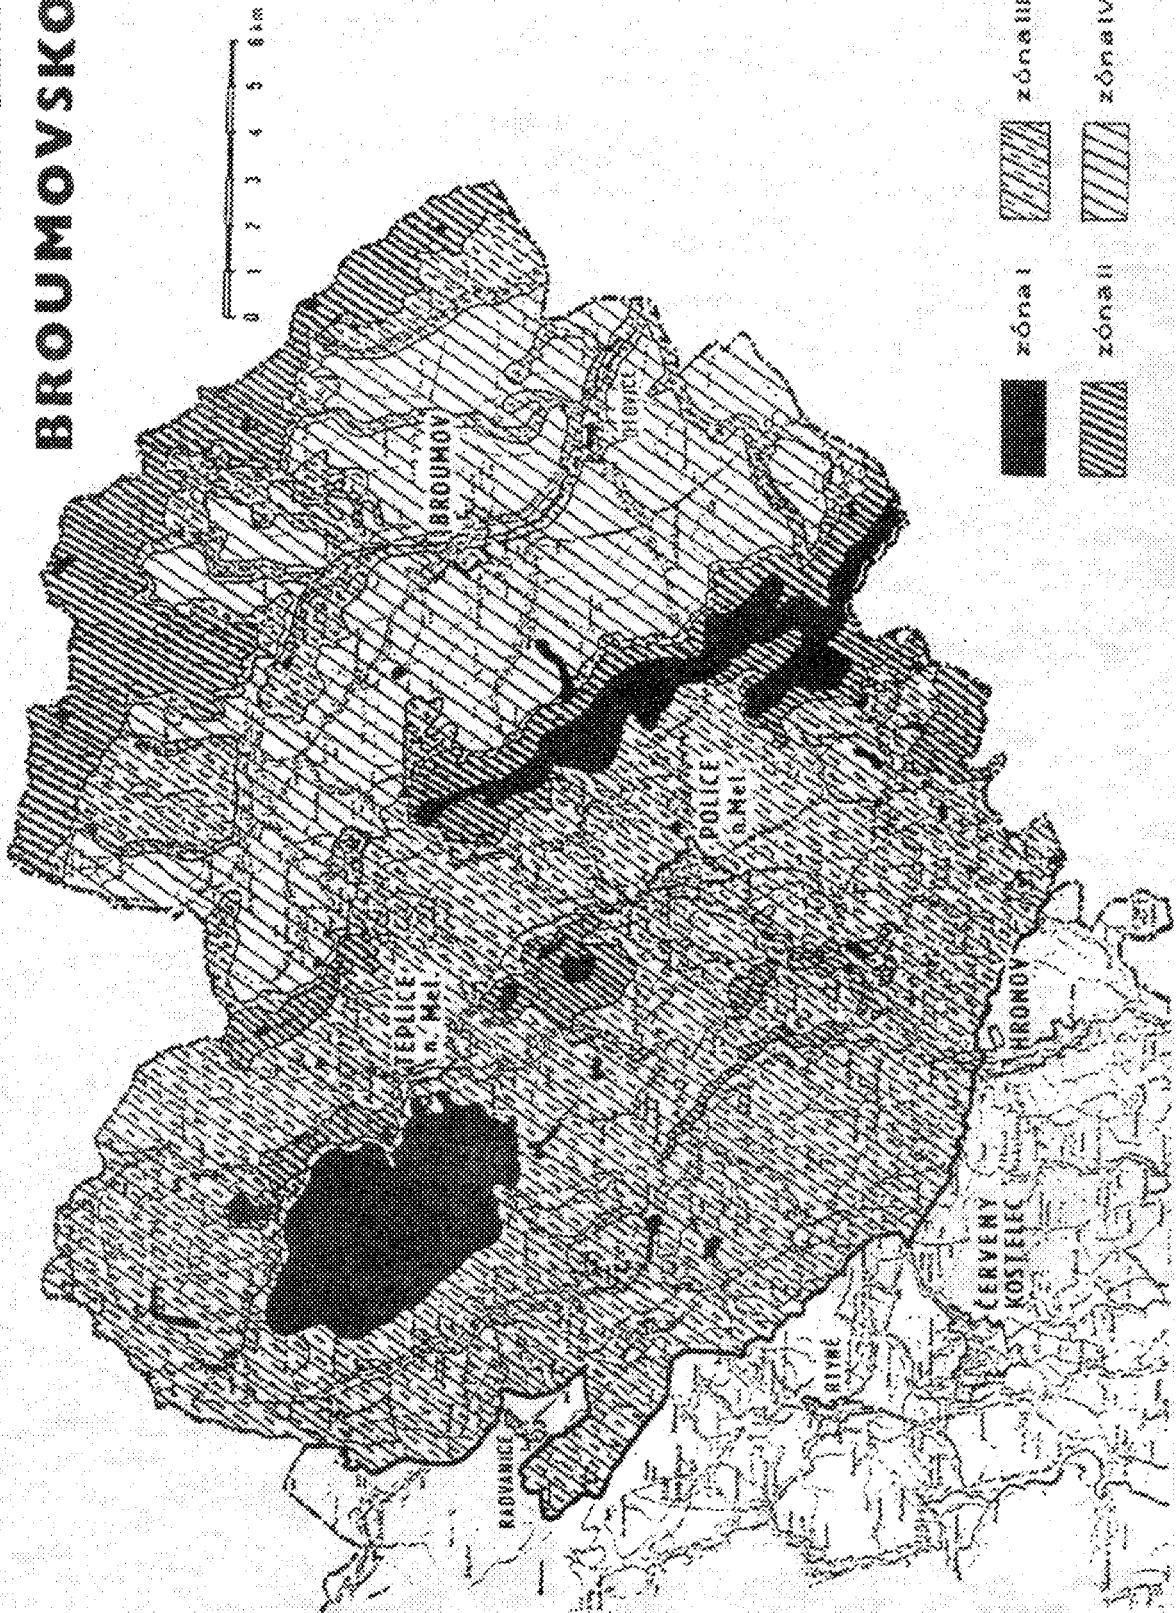 BROUMOVSKO
0 1 2 3 4 5 6 km
BROUMOV
TEPLICE
n. Met.
POLICE
n. Met.
RADVANICE
HRONOV
ČERVENÝ
KOSTELEC
RTYNĚ
zóna I
zóna III
zóna II
zóna IV